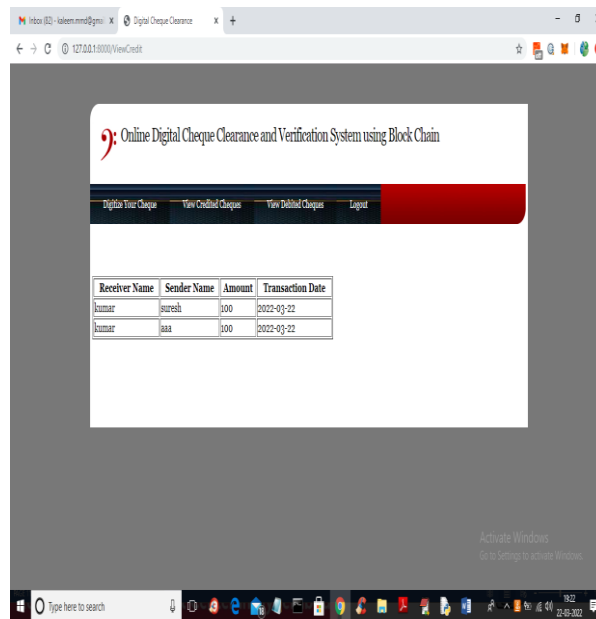 Inbox (82) - kaleem.mmd@gmai X Digital Cheque Clearance x +
127.0.0.1:8000/ViewCredit
Online Digital Cheque Clearance and Verification System using Block Chain
Digitize Your Cheque View Credited Cheques View Debited Cheques Logout
Receiver Name Sender Name Amount Transaction Date
kumar suresh 100 2022-03-22
kumar aaa 100 2022-03-22
Activate Windows
Go to Settings to activate Windows.
Type here to search
19:22
22-03-2022